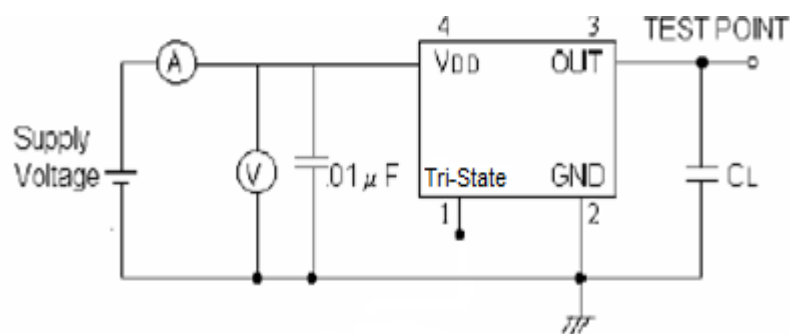 4 3 TEST POINT
A
VDD OUT
Supply
Voltage
V .01μF Tri-State GND CL
1 2